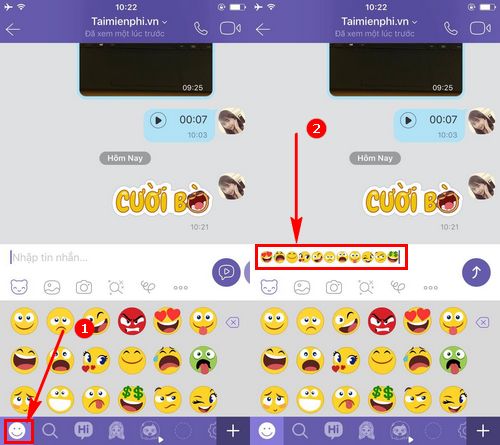 10:22
Taimienphi.vn
Đã xem một lúc trước
09:25
00:07
10:03
Hôm Nay
CƯỜI BÒ
10:21
Nhập tin nhắn...
1
Hi
10:22
Taimienphi.vn
Đã xem một lúc trước
09:25
2
00:07
10:03
Hôm Nay
CƯỜI BÒ
10:21
Hi